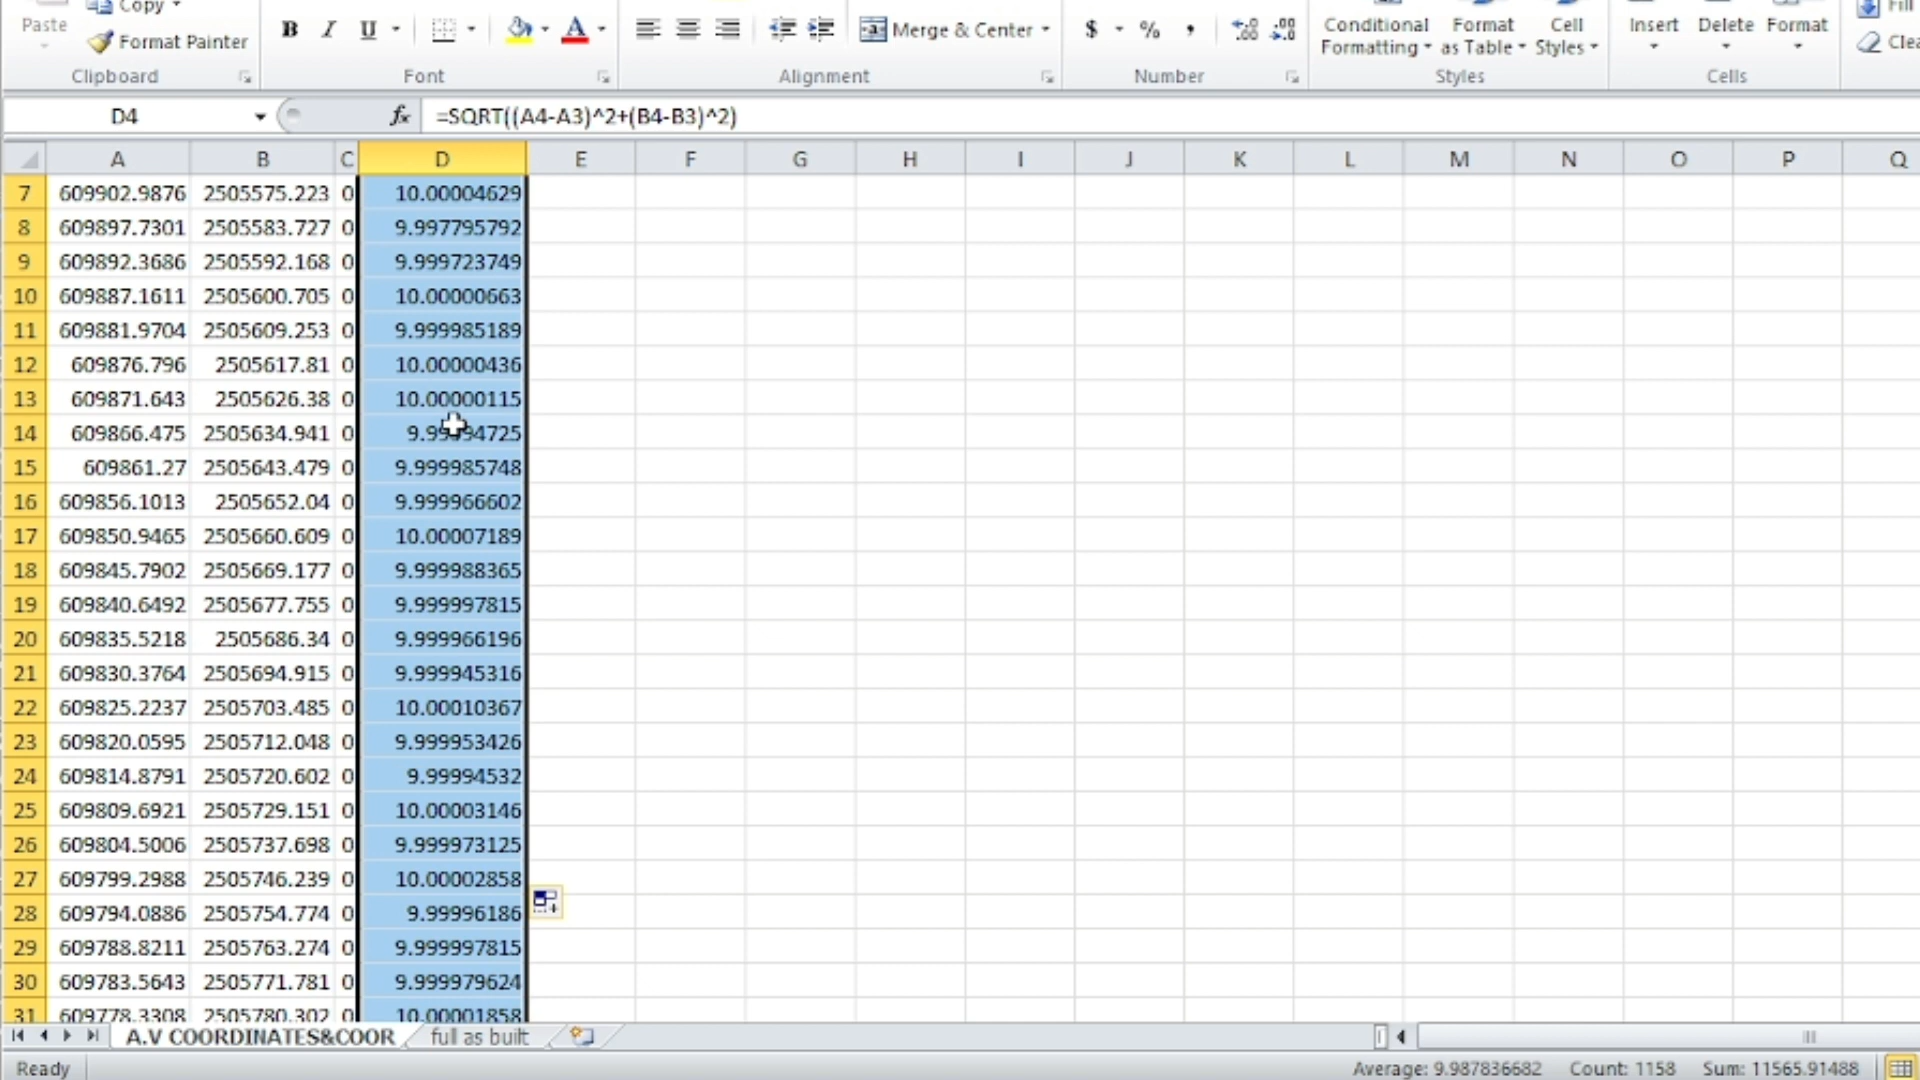 Paste Copy B I U Merge & Center $ % , Conditional Formatting Format as Table Cell Styles Insert Delete Format Fill
Format Painter
Clipboard Font Alignment Number Styles Cells
D4 fx =SQRT((A4-A3)^2+(B4-B3)^2)
A B C D E F G H I J K L M N O P Q
7 609902.9876 2505575.223 0 10.00004629
8 609897.7301 2505583.727 0 9.997795792
9 609892.3686 2505592.168 0 9.999723749
10 609887.1611 2505600.705 0 10.00000663
11 609881.9704 2505609.253 0 9.999985189
12 609876.796 2505617.81 0 10.00000436
13 609871.643 2505626.38 0 10.00000115
14 609866.475 2505634.941 0
15 609861.27 2505643.479 0 9.999985748
16 609856.1013 2505652.04 0 9.999966602
17 609850.9465 2505660.609 0 10.00007189
18 609845.7902 2505669.177 0 9.999988365
19 609840.6492 2505677.755 0 9.999997815
20 609835.5218 2505686.34 0 9.999966196
21 609830.3764 2505694.915 0 9.999945316
22 609825.2237 2505703.485 0 10.00010367
23 609820.0595 2505712.048 0 9.999953426
24 609814.8791 2505720.602 0 9.99994532
25 609809.6921 2505729.151 0 10.00003146
26 609804.5006 2505737.698 0 9.999973125
27 609799.2988 2505746.239 0 10.00002858
28 609794.0886 2505754.774 0 9.99996186
29 609788.8211 2505763.274 0 9.999997815
30 609783.5643 2505771.781 0 9.999979624
31 609778.3308 2505780.302 0 10.00001858
A.V COORDINATES&COOR full as built
Ready Average: 9.987836682 Count: 1158 Sum: 11565.91488